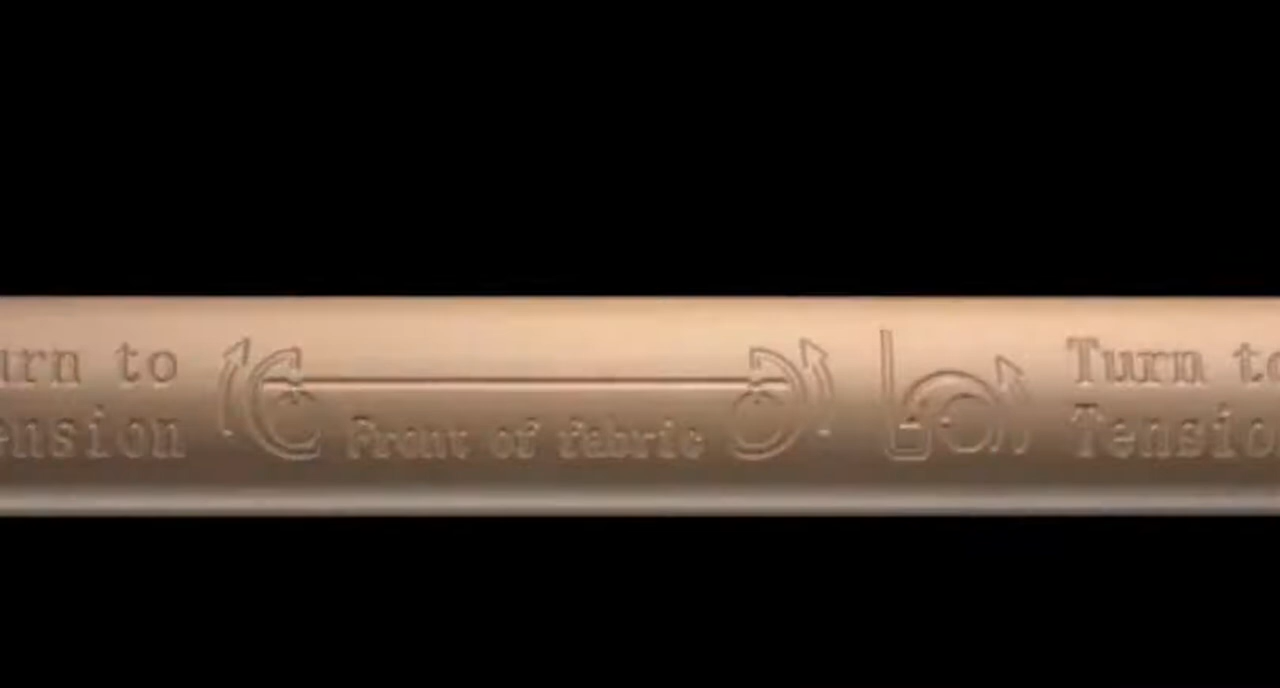 urn to
ension
Front of fabric
Turn to
Tensio